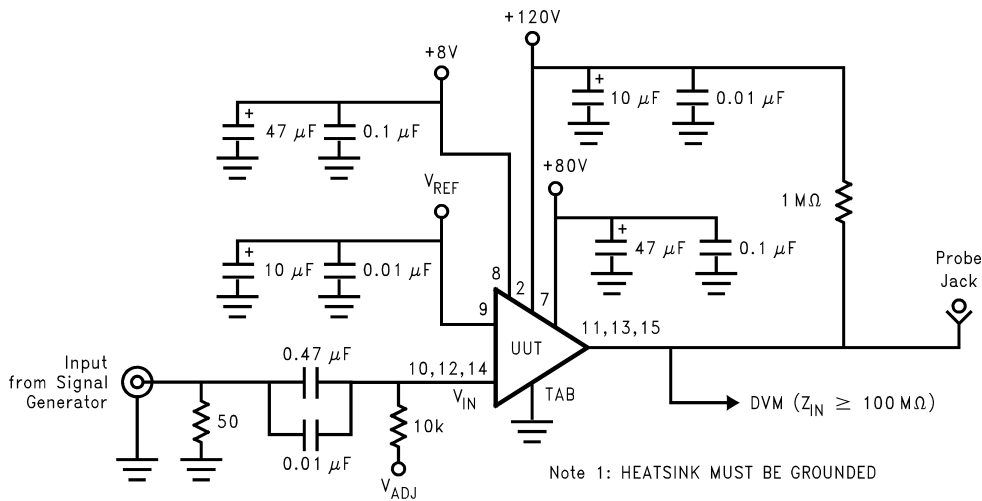 +120V
+8V
10 µF
0.01 µF
47 µF
0.1 µF
+80V
V_REF
1 MΩ
47 µF
0.1 µF
10 µF
0.01 µF
8
2
7
Probe
Jack
9
11,13,15
UUT
0.47 µF
10,12,14
Input
from Signal
Generator
V_IN
TAB
DVM (Z_IN ≥ 100 MΩ)
50
10k
0.01 µF
V_ADJ
Note 1: HEATSINK MUST BE GROUNDED